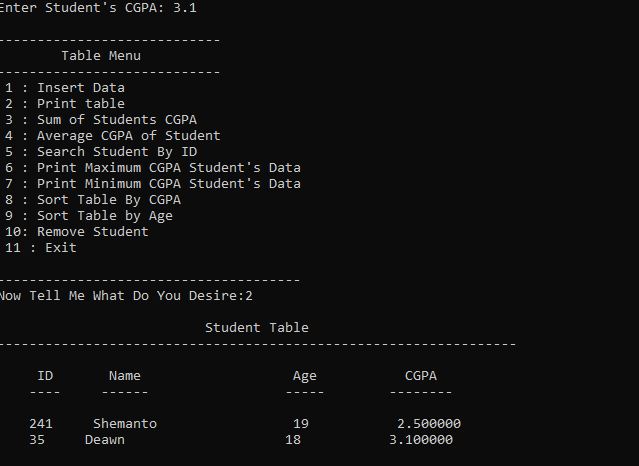 Enter Student's CGPA: 3.1
----------------------------
Table Menu
----------------------------
1 : Insert Data
2 : Print table
3 : Sum of Students CGPA
4 : Average CGPA of Student
5 : Search Student By ID
6 : Print Maximum CGPA Student's Data
7 : Print Minimum CGPA Student's Data
8 : Sort Table By CGPA
9 : Sort Table by Age
10: Remove Student
11 : Exit
--------------------------------------
Now Tell Me What Do You Desire:2
Student Table
-----------------------------------------------------------------
ID Name Age CGPA
---- ------ ----- --------
241 Shemanto 19 2.500000
35 Deawn 18 3.100000